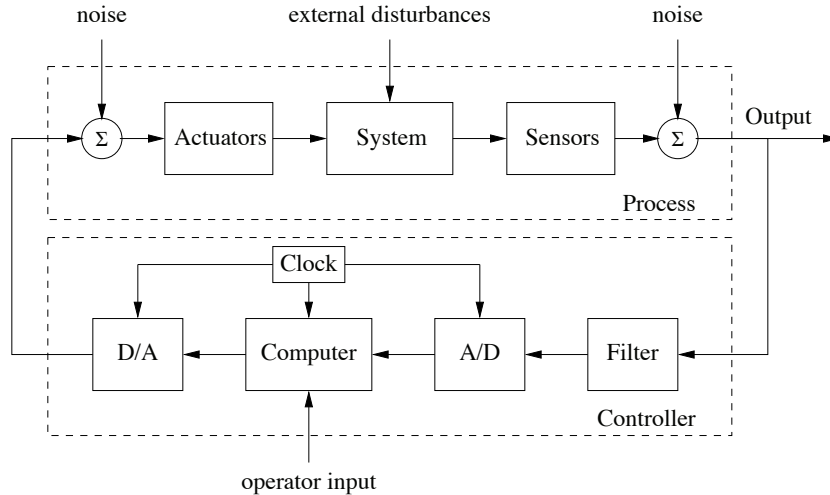 noise
external disturbances
noise
Σ
Actuators
System
Sensors
Σ
Output
Process
Clock
D/A
Computer
A/D
Filter
Controller
operator input